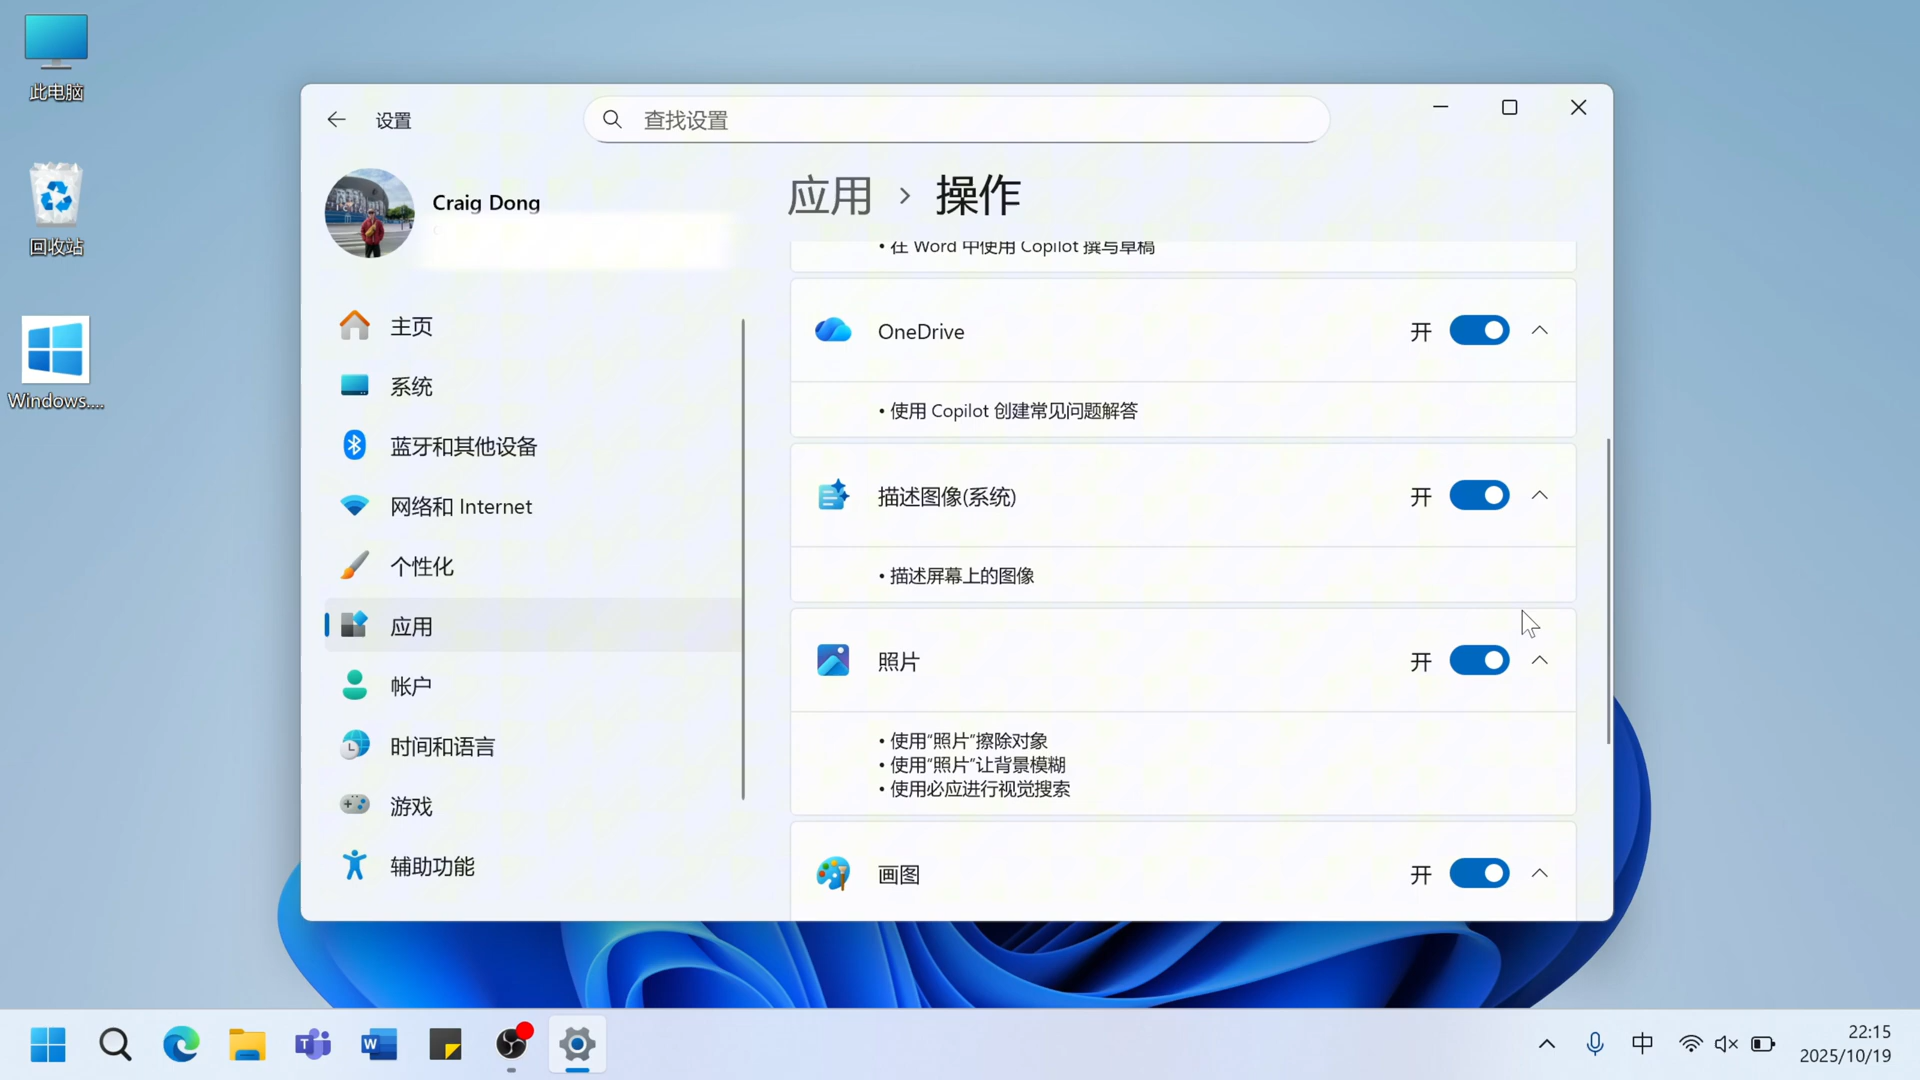 此电脑
回收站
Windows....
设置
查找设置
Craig Dong
主页
系统
蓝牙和其他设备
网络和 Internet
个性化
应用
帐户
时间和语言
游戏
辅助功能
应用 › 操作
• 在 Word 中使用 Copilot 撰写草稿
OneDrive
开
• 使用 Copilot 创建常见问题解答
描述图像(系统)
开
• 描述屏幕上的图像
照片
开
• 使用“照片”擦除对象
• 使用“照片”让背景模糊
• 使用必应进行视觉搜索
画图
开
中
22:15
2025/10/19